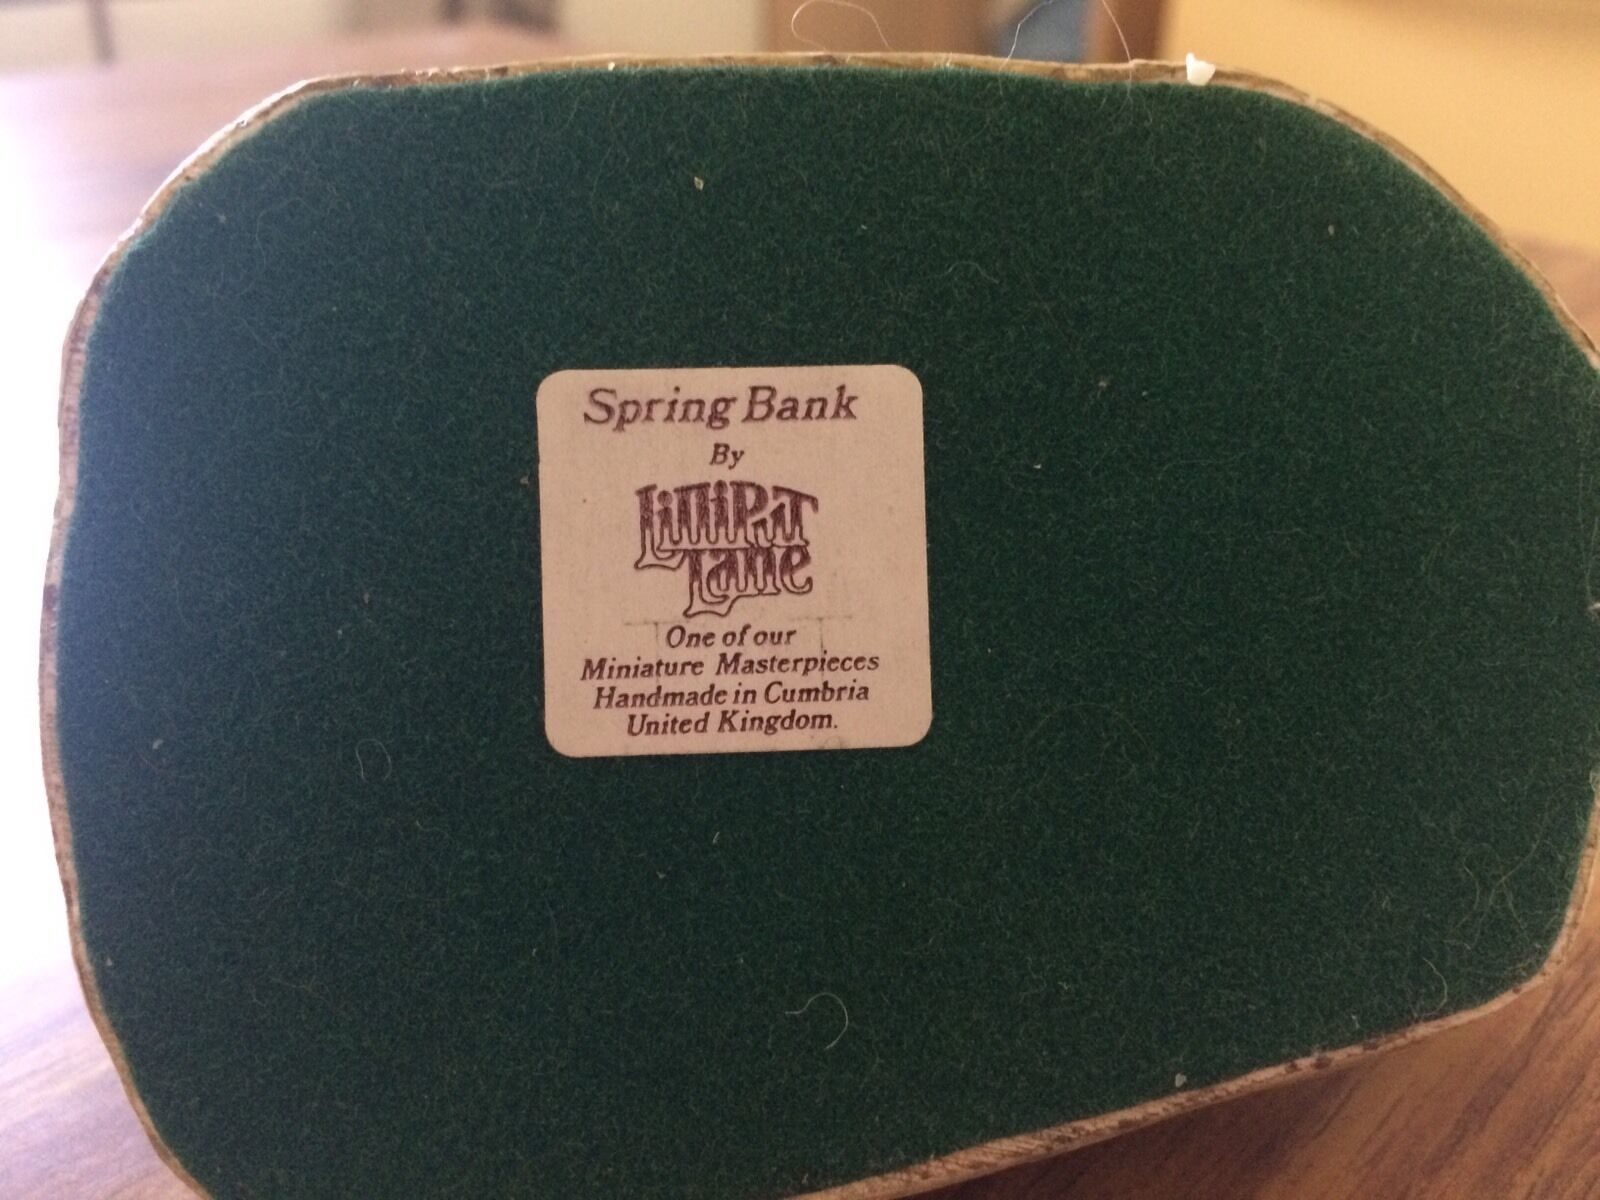 Spring Bank
By
LilliPuT
Lane
One of our
Miniature Masterpieces
Handmade in Cumbria
United Kingdom.